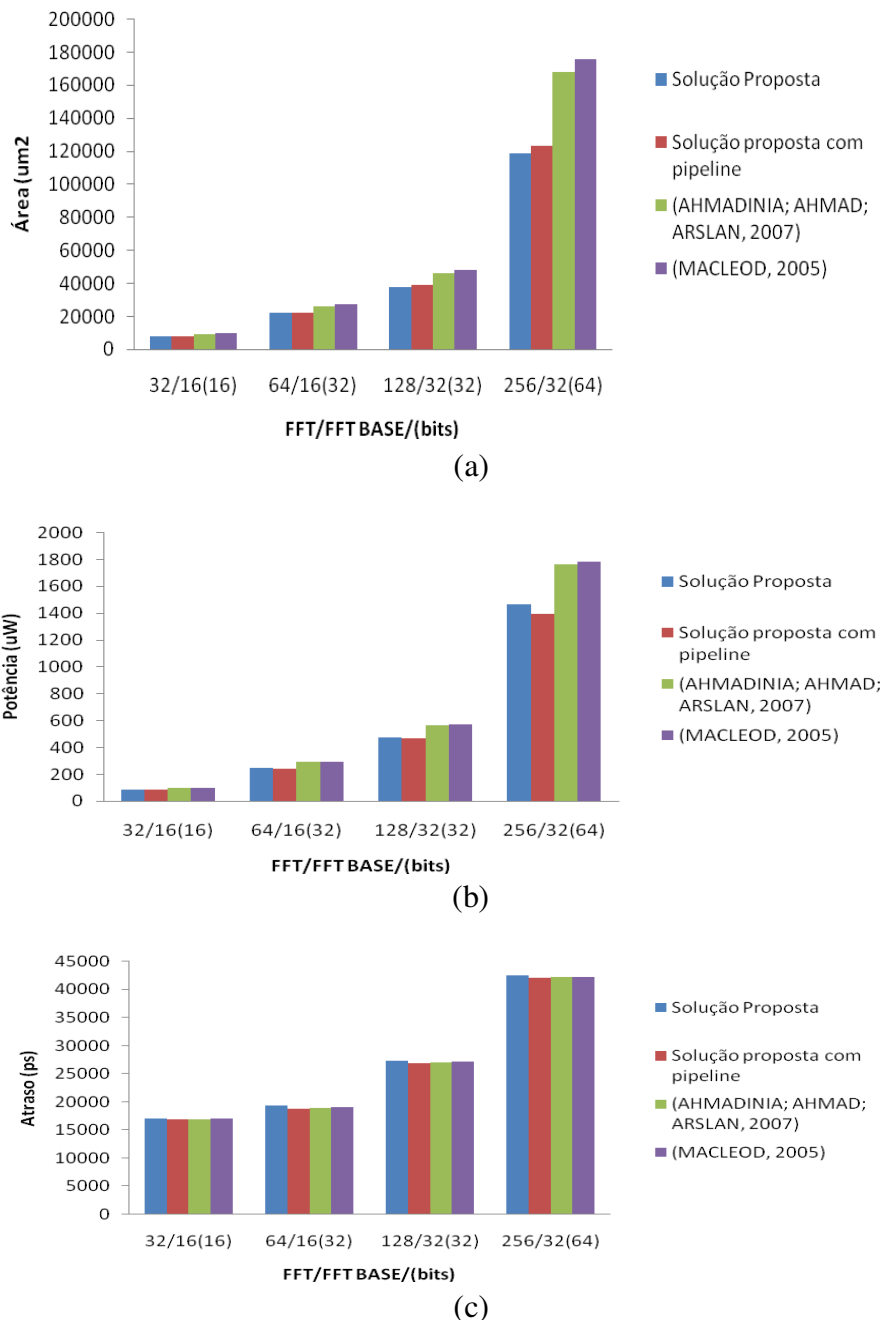 200000
180000
160000
140000
120000
100000
80000
60000
40000
20000
0
Área (um2
32/16(16)
64/16(32)
128/32(32)
256/32(64)
FFT/FFT BASE/(bits)
Solução Proposta
Solução proposta com
pipeline
(AHMADINIA; AHMAD;
ARSLAN, 2007)
(MACLEOD, 2005)
(a)
2000
1800
1600
1400
1200
1000
800
600
400
200
0
Potência (uW)
32/16(16)
64/16(32)
128/32(32)
256/32(64)
FFT/FFT BASE/(bits)
Solução Proposta
Solução proposta com
pipeline
(AHMADINIA; AHMAD;
ARSLAN, 2007)
(MACLEOD, 2005)
(b)
45000
40000
35000
30000
25000
20000
15000
10000
5000
0
Atraso (ps)
32/16(16)
64/16(32)
128/32(32)
256/32(64)
FFT/FFT BASE/(bits)
Solução Proposta
Solução proposta com
pipeline
(AHMADINIA; AHMAD;
ARSLAN, 2007)
(MACLEOD, 2005)
(c)